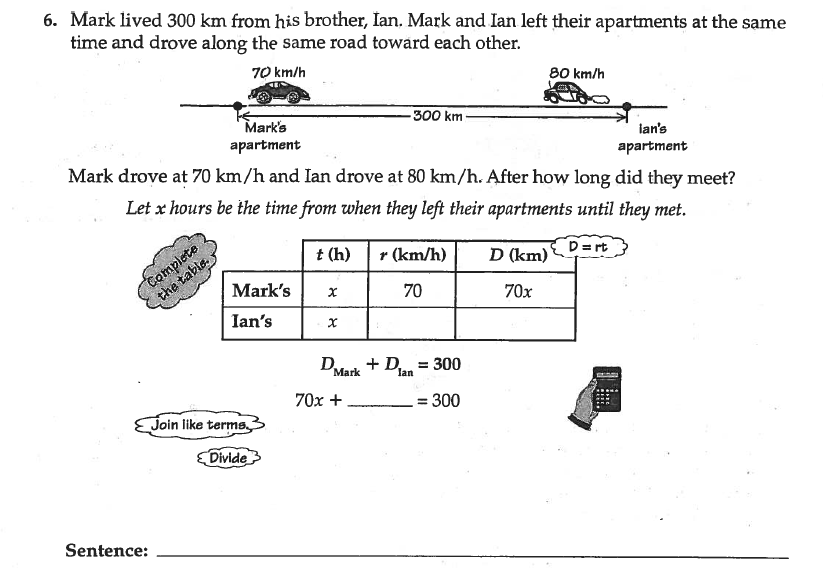 6. Mark lived 300 km from his brother, Ian. Mark and Ian left their apartments at the same
time and drove along the same road toward each other.
70 km/h 80 km/h
300 km
Mark's apartment
Ian's apartment
Mark drove at 70 km/h and Ian drove at 80 km/h. After how long did they meet?
Let x hours be the time from when they left their apartments until they met.
Complete the table.
t (h) r (km/h) D (km) D = rt
Mark's x 70 70x
Ian's x
D Mark + D Ian = 300
70x + ______ = 300
Join like terms.
Divide
Sentence: ______